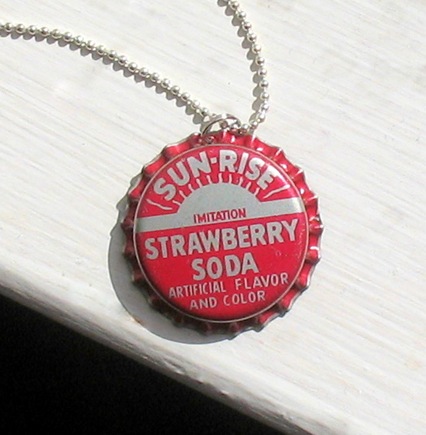 SUN-RISE
IMITATION
STRAWBERRY
SODA
ARTIFICIAL FLAVOR
AND COLOR